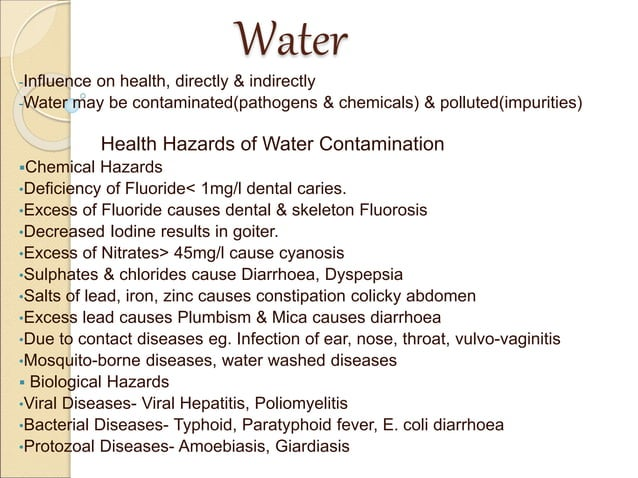 Water
-Influence on health, directly & indirectly
-Water may be contaminated(pathogens & chemicals) & polluted(impurities)
Health Hazards of Water Contamination
▪Chemical Hazards
•Deficiency of Fluoride< 1mg/l dental caries.
•Excess of Fluoride causes dental & skeleton Fluorosis
•Decreased Iodine results in goiter.
•Excess of Nitrates> 45mg/l cause cyanosis
•Sulphates & chlorides cause Diarrhoea, Dyspepsia
•Salts of lead, iron, zinc causes constipation colicky abdomen
•Excess lead causes Plumbism & Mica causes diarrhoea
•Due to contact diseases eg. Infection of ear, nose, throat, vulvo-vaginitis
•Mosquito-borne diseases, water washed diseases
▪ Biological Hazards
•Viral Diseases- Viral Hepatitis, Poliomyelitis
•Bacterial Diseases- Typhoid, Paratyphoid fever, E. coli diarrhoea
•Protozoal Diseases- Amoebiasis, Giardiasis